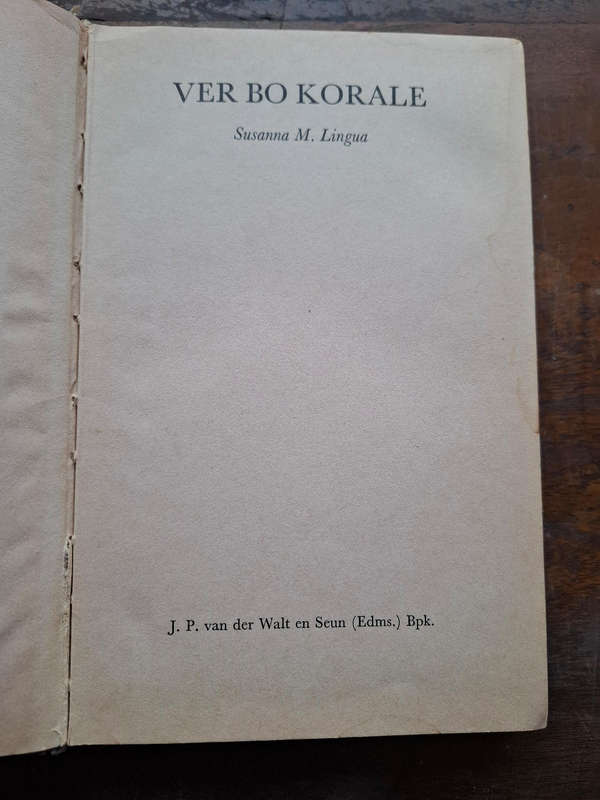 VER BO KORALE
Susanna M. Lingua
J. P. van der Walt en Seun (Edms.) Bpk.